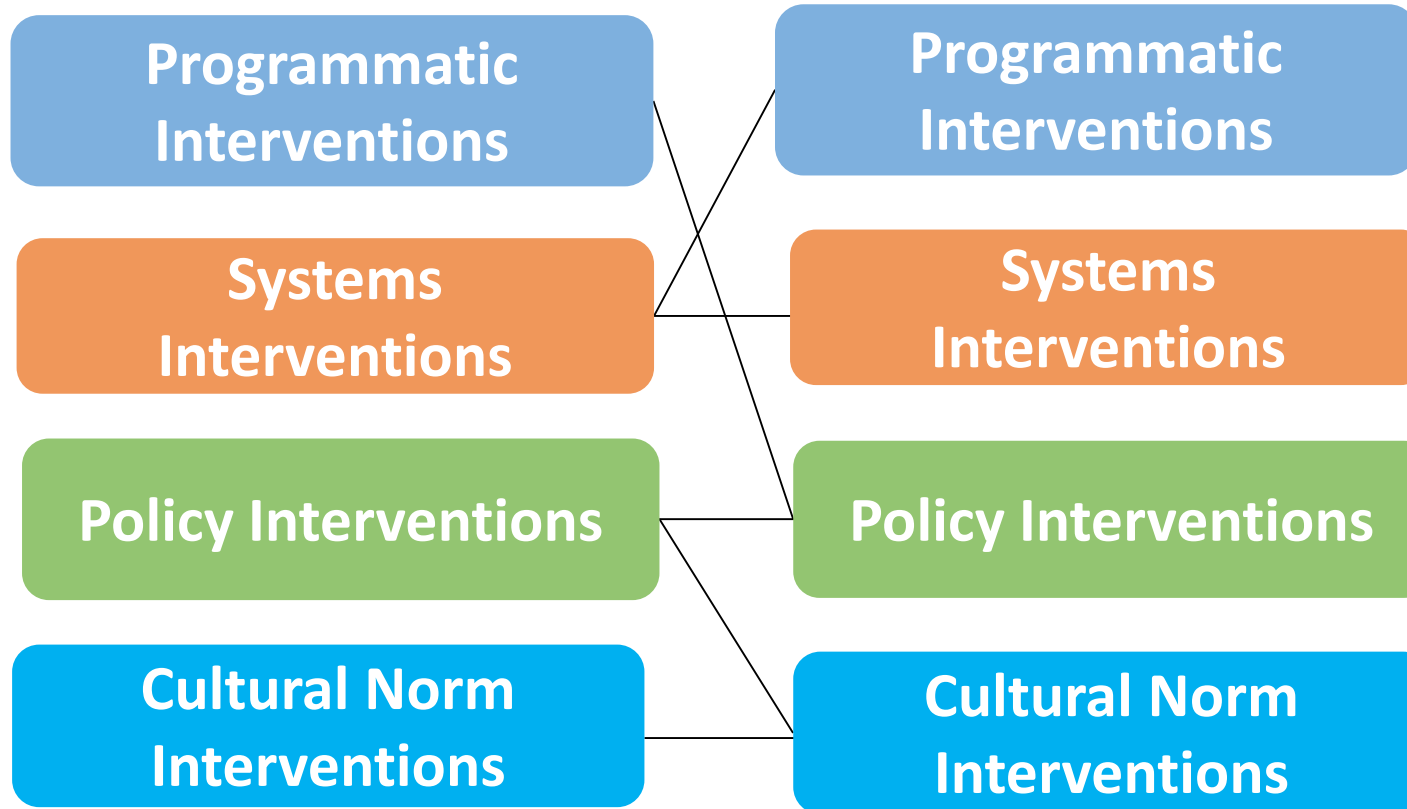 Programmatic
Interventions
Systems
Interventions
Policy Interventions
Cultural Norm
Interventions
Programmatic
Interventions
Systems
Interventions
Policy Interventions
Cultural Norm
Interventions